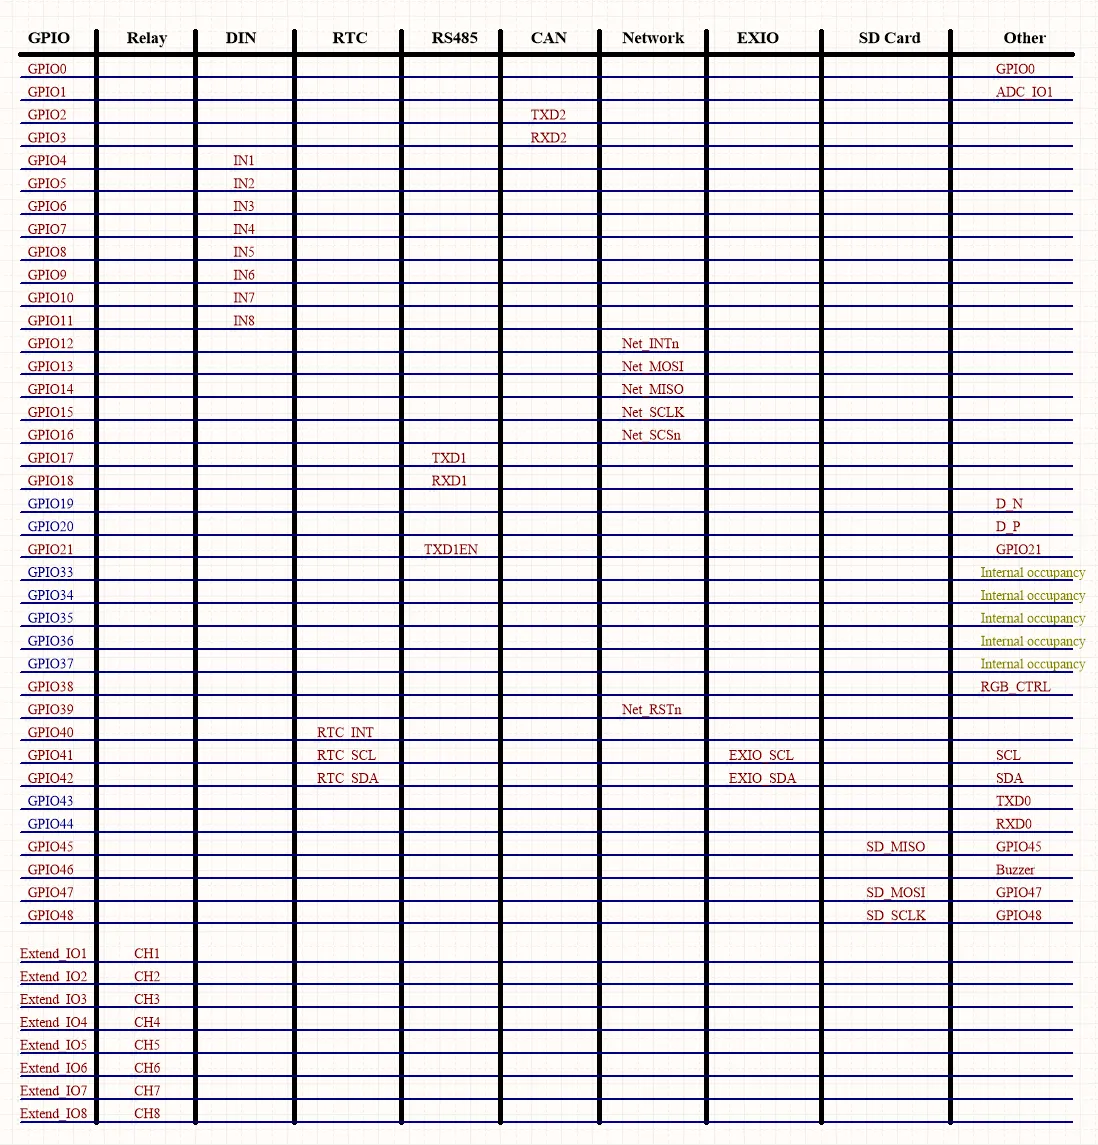 GPIO Relay DIN RTC RS485 CAN Network EXIO SD Card Other
GPIO0 GPIO0
GPIO1 ADC_IO1
GPIO2 TXD2
GPIO3 RXD2
GPIO4 IN1
GPIO5 IN2
GPIO6 IN3
GPIO7 IN4
GPIO8 IN5
GPIO9 IN6
GPIO10 IN7
GPIO11 IN8
GPIO12 Net_INTn
GPIO13 Net_MOSI
GPIO14 Net_MISO
GPIO15 Net_SCLK
GPIO16 Net_SCSn
GPIO17 TXD1
GPIO18 RXD1
GPIO19 D_N
GPIO20 D_P
GPIO21 TXD1EN GPIO21
GPIO33 Internal occupancy
GPIO34 Internal occupancy
GPIO35 Internal occupancy
GPIO36 Internal occupancy
GPIO37 Internal occupancy
GPIO38 RGB_CTRL
GPIO39 Net_RSTn
GPIO40 RTC_INT
GPIO41 RTC_SCL EXIO_SCL SCL
GPIO42 RTC_SDA EXIO_SDA SDA
GPIO43 TXD0
GPIO44 RXD0
GPIO45 SD_MISO GPIO45
GPIO46 Buzzer
GPIO47 SD_MOSI GPIO47
GPIO48 SD_SCLK GPIO48
Extend_IO1 CH1
Extend_IO2 CH2
Extend_IO3 CH3
Extend_IO4 CH4
Extend_IO5 CH5
Extend_IO6 CH6
Extend_IO7 CH7
Extend_IO8 CH8